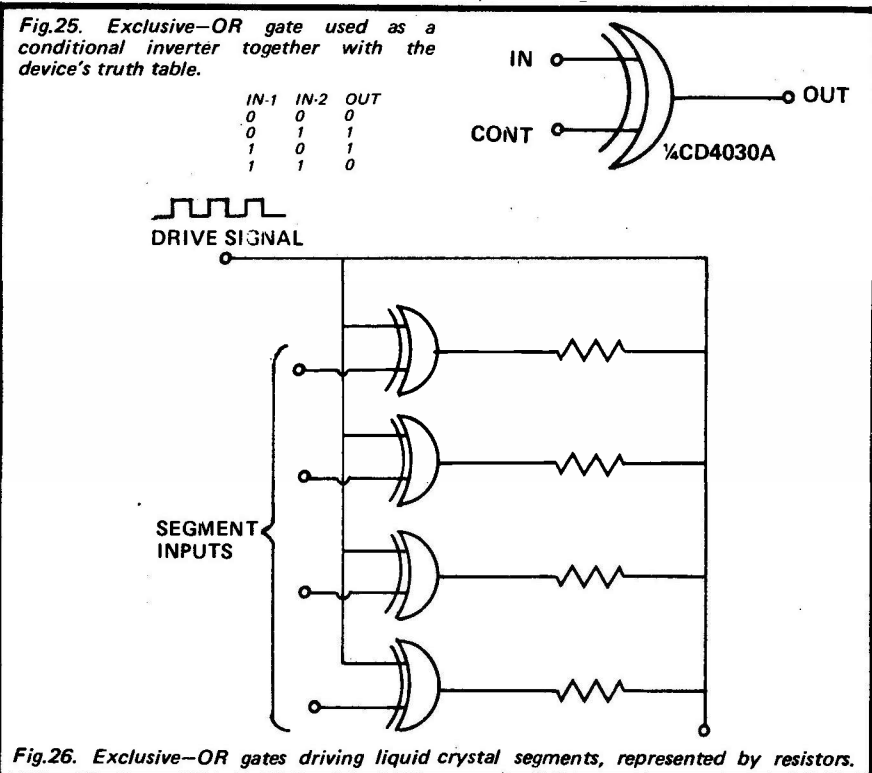 Fig.25. Exclusive—OR gate used as a
conditional inverter together with the
device's truth table.
IN-1 IN-2 OUT
0 0 0
0 1 1
1 0 1
1 1 0
IN
CONT
OUT
¼CD4030A
DRIVE SIGNAL
SEGMENT
INPUTS
Fig.26. Exclusive—OR gates driving liquid crystal segments, represented by resistors.